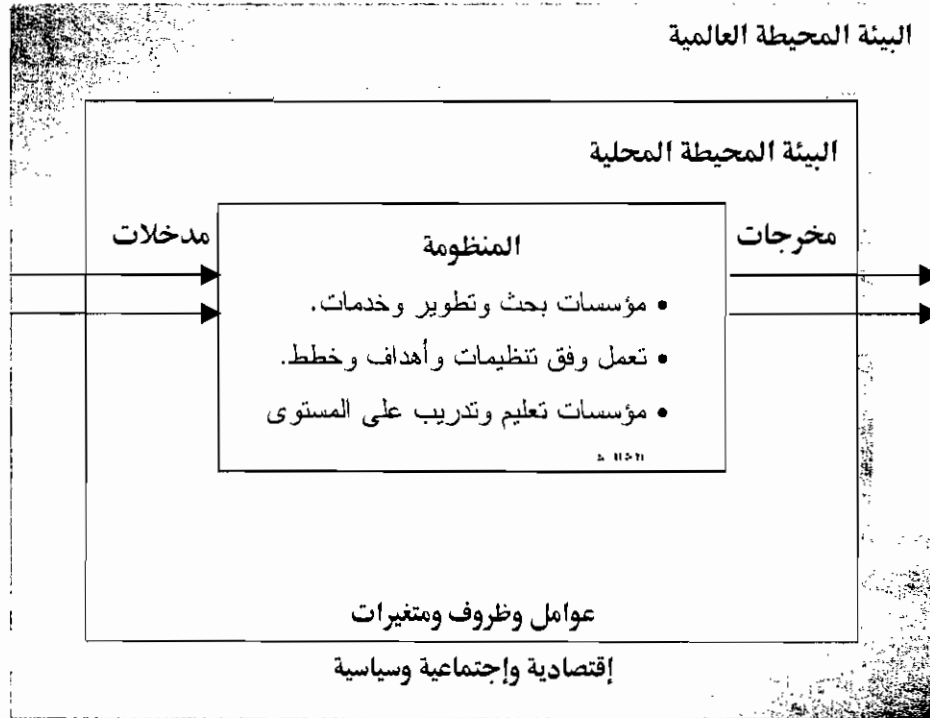 البيئة المحيطة العالمية
البيئة المحيطة المحلية
مدخلات
مخرجات
المنظومة
• مؤسسات بحث وتطوير وخدمات.
• تعمل وفق تنظيمات وأهداف وخطط.
• مؤسسات تعليم وتدريب على المستوى
عوامل وظروف ومتغيرات
إقتصادية وإجتماعية وسياسية